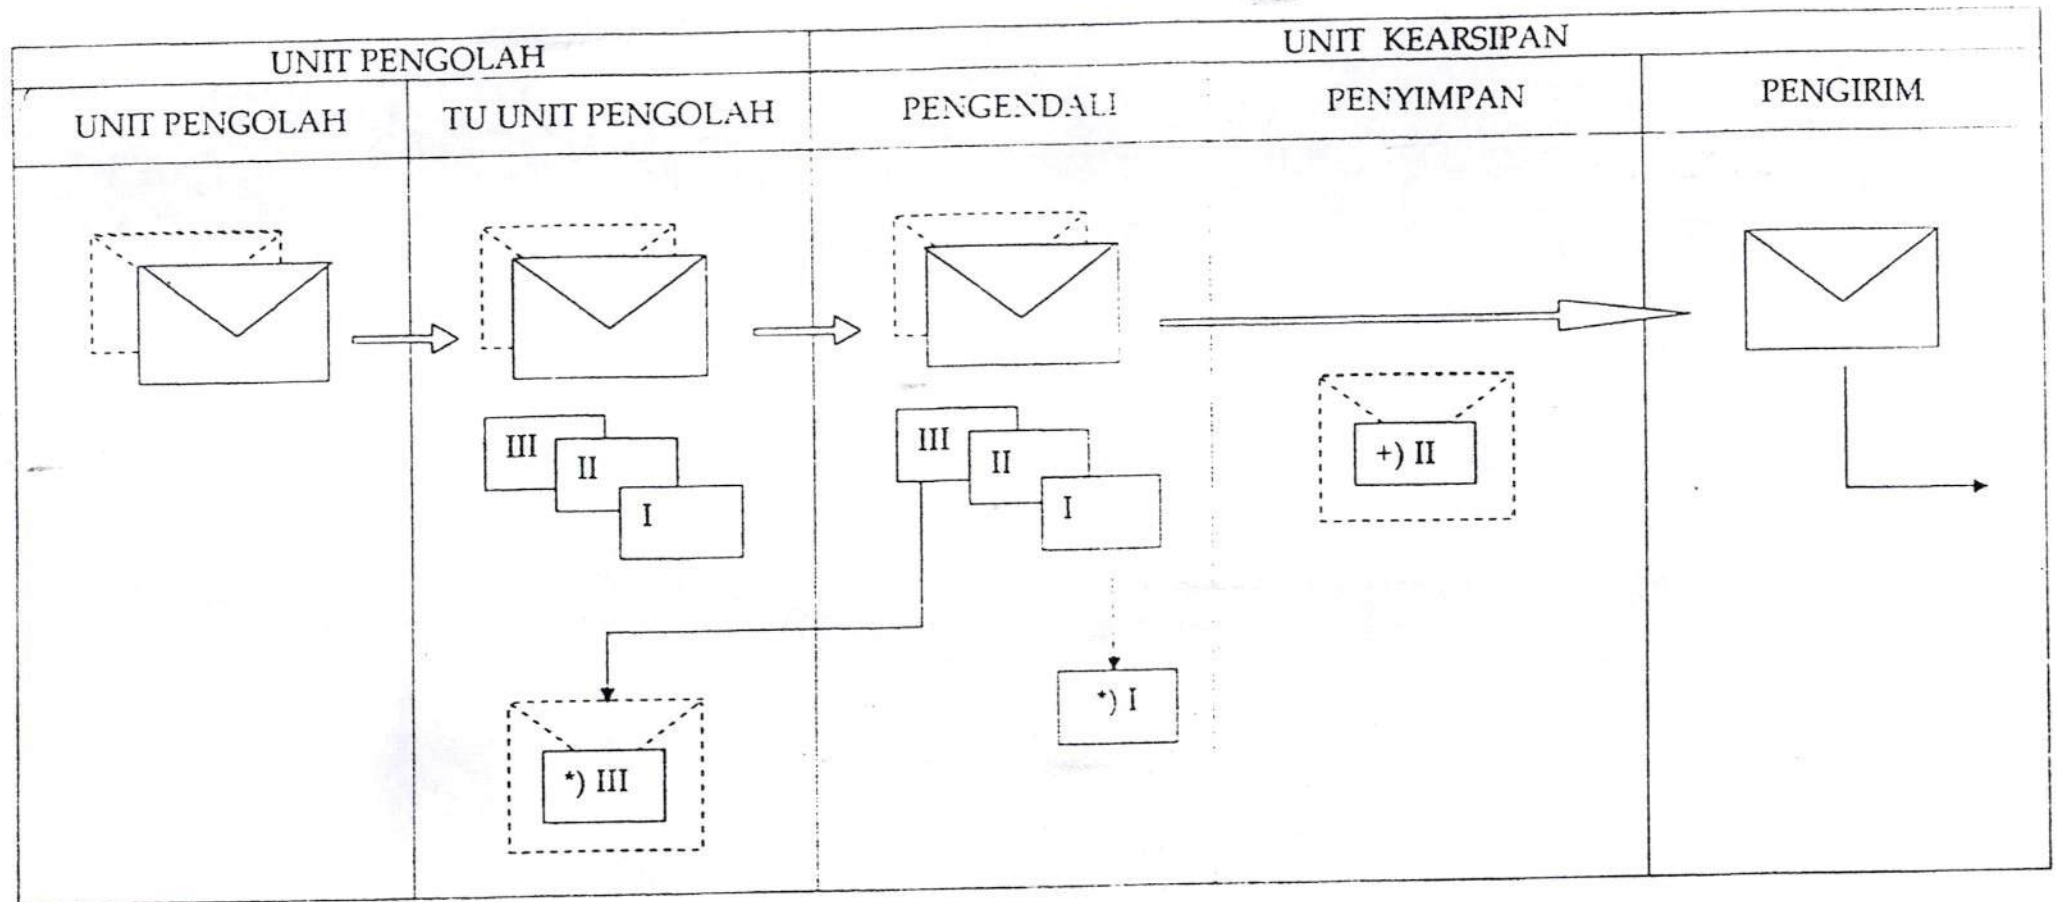 UNIT PENGOLAH
UNIT KEARSIPAN
UNIT PENGOLAH
TU UNIT PENGOLAH
PENGENDALI
PENYIMPAN
PENGIRIM
III
II
I
III
II
I
+) II
*) I
*) III